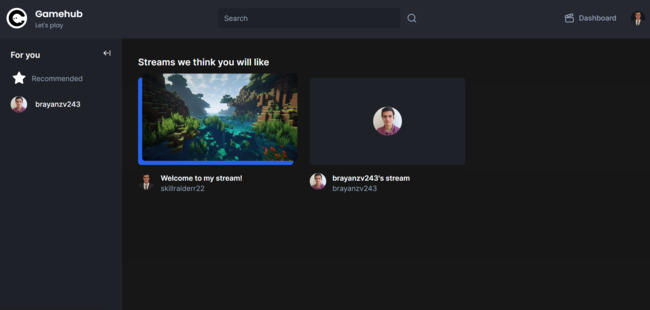 Gamehub
Let's play
Search
Dashboard
For you
Recommended
brayanzv243
Streams we think you will like
Welcome to my stream!
skillraiderr22
brayanzv243's stream
brayanzv243